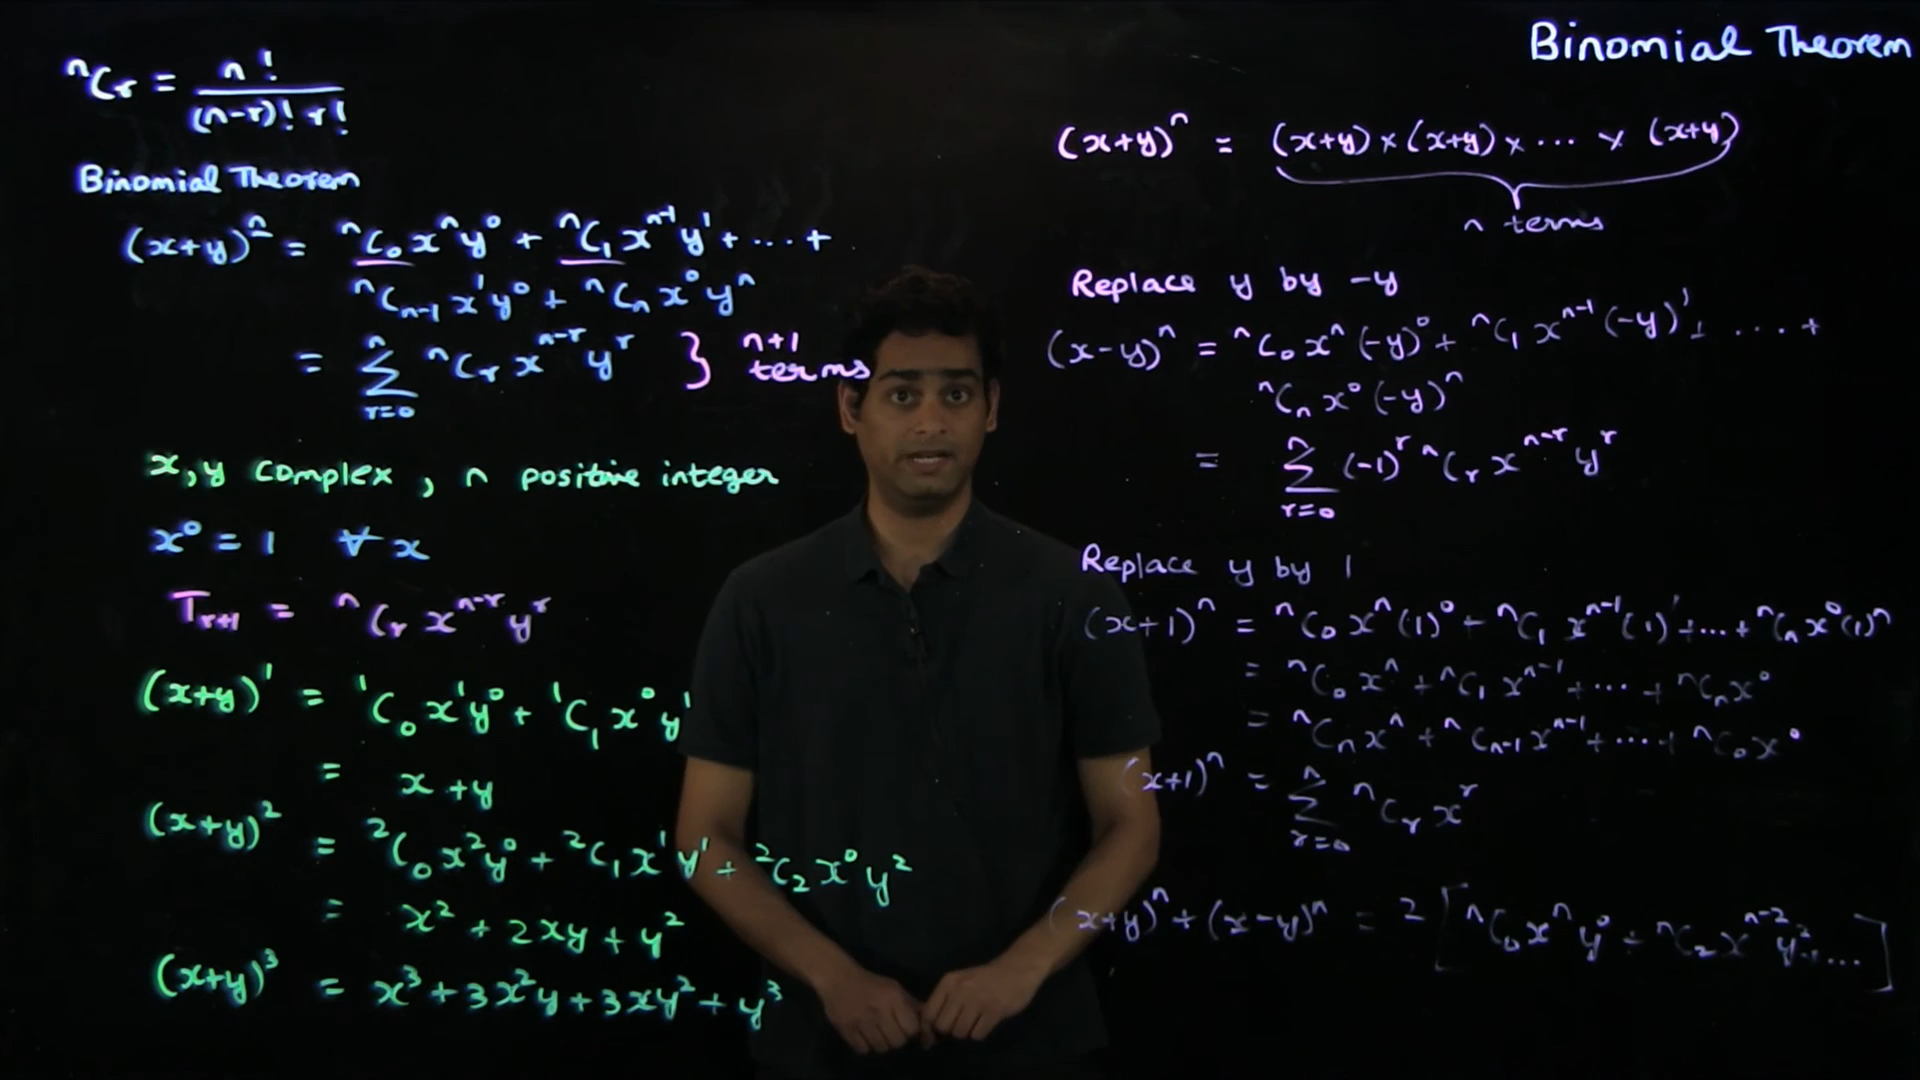 Binomial Theorem
ⁿCᵣ = n! / (n-r)! r!
Binomial Theorem
(x+y)ⁿ = ⁿC₀ xⁿ y⁰ + ⁿC₁ xⁿ⁻¹ y¹ + ... +
ⁿCₙ₋₁ x¹ y⁰ + ⁿCₙ x⁰ yⁿ
= Σ_{r=0}^{n} ⁿCᵣ xⁿ⁻ʳ yʳ } n+1 terms
x, y complex, n positive integer
x⁰ = 1 ∀ x
Tᵣ₊₁ = ⁿCᵣ xⁿ⁻ʳ yʳ
(x+y)¹ = ¹C₀ x¹ y⁰ + ¹C₁ x⁰ y¹
= x + y
(x+y)² = ²C₀ x² y⁰ + ²C₁ x¹ y¹ + ²C₂ x⁰ y²
= x² + 2xy + y²
(x+y)³ = x³ + 3x²y + 3xy² + y³
(x+y)ⁿ = (x+y) × (x+y) × ... × (x+y)
n terms
Replace y by -y
(x-y)ⁿ = ⁿC₀ xⁿ (-y)⁰ + ⁿC₁ xⁿ⁻¹ (-y)¹ + .... +
ⁿCₙ x⁰ (-y)ⁿ
= Σ_{r=0}^{n} (-1)ʳ ⁿCᵣ xⁿ⁻ʳ yʳ
Replace y by 1
(x+1)ⁿ = ⁿC₀ xⁿ (1)⁰ + ⁿC₁ xⁿ⁻¹ (1)¹ + ... + ⁿCₙ x⁰ (1)ⁿ
= ⁿC₀ xⁿ + ⁿC₁ xⁿ⁻¹ + ... + ⁿCₙ x⁰
= ⁿCₙ xⁿ + ⁿCₙ₋₁ xⁿ⁻¹ + ... + ⁿC₀ x⁰
(x+1)ⁿ = Σ_{r=0}^{n} ⁿCᵣ xʳ
(x+y)ⁿ + (x-y)ⁿ = 2 [ ⁿC₀ xⁿ y⁰ + ⁿC₂ xⁿ⁻² y² + ... ]